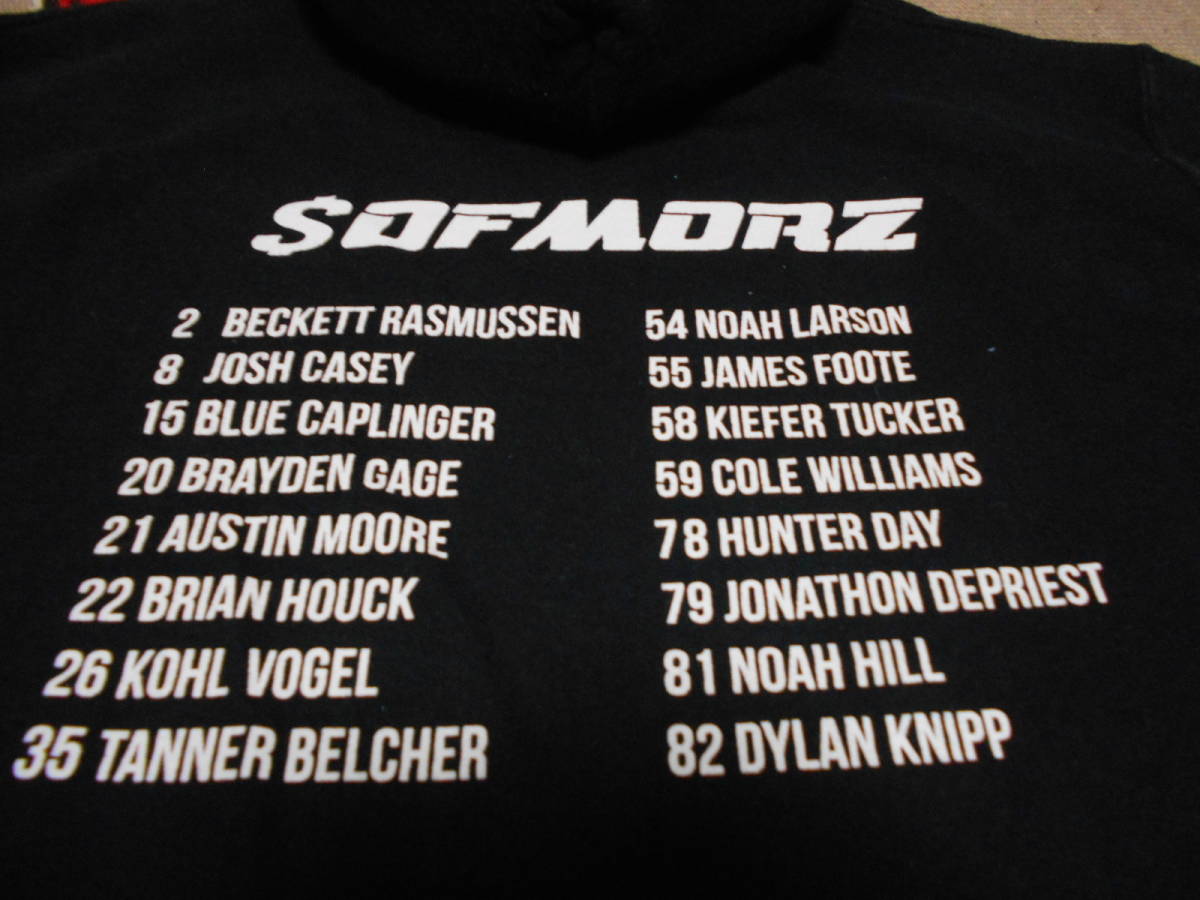 $OFMORZ
2 BECKETT RASMUSSEN
8 JOSH CASEY
15 BLUE CAPLINGER
20 BRAYDEN GAGE
21 AUSTIN MOORE
22 BRIAN HOUCK
26 KOHL VOGEL
35 TANNER BELCHER
54 NOAH LARSON
55 JAMES FOOTE
58 KIEFER TUCKER
59 COLE WILLIAMS
78 HUNTER DAY
79 JONATHON DEPRIEST
81 NOAH HILL
82 DYLAN KNIPP